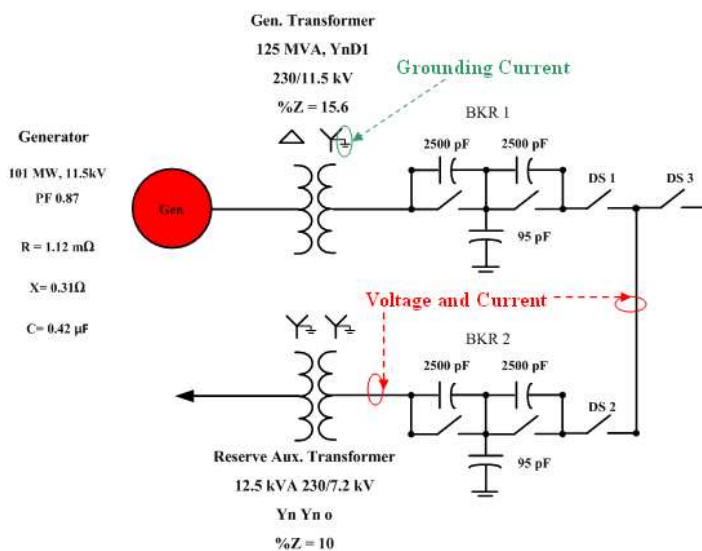 Gen. Transformer
125 MVA, YnD1
230/11.5 kV
%Z = 15.6
Grounding Current
BKR 1
2500 pF
2500 pF
DS 1
DS 3
95 pF
Generator
101 MW, 11.5kV
PF 0.87
Gen.
R = 1.12 mΩ
X= 0.31Ω
C= 0.42 μF
Voltage and Current
BKR 2
2500 pF
2500 pF
DS 2
95 pF
Reserve Aux. Transformer
12.5 kVA 230/7.2 kV
Yn Yn o
%Z = 10